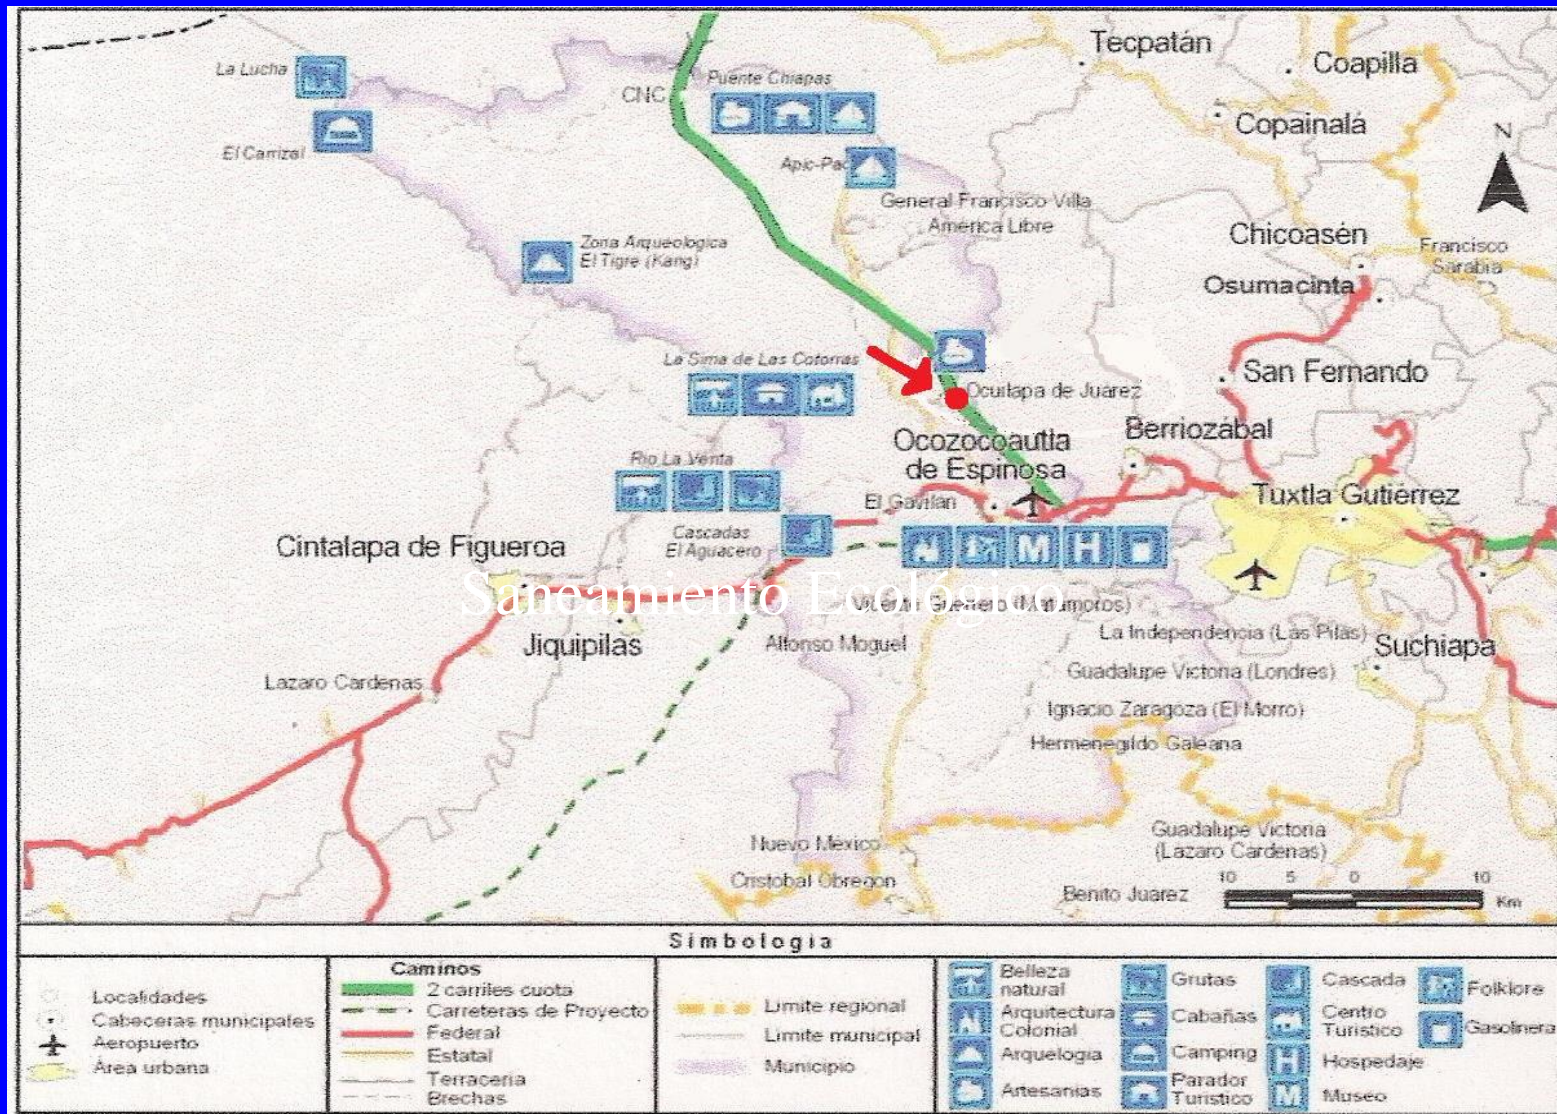 Tecpatán
Coapilla
La Lucha
Puente Chiapas
CNC
Copainalá
N
El Carrizal
Apic-Pac
General Francisco Villa
América Libre
Chicoasén
Francisco
Sarabia
Zona Arqueologica
El Tigre (Kang)
Osumacinta
La Sima de Las Cotorras
San Fernando
Ocuilapa de Juárez
Ocozocoautla
de Espinosa
Berriozábal
Rio La Venta
El Gavilan
Tuxtla Gutiérrez
Cascadas
El Aguacero
M H
Cintalapa de Figueroa
Saneamiento Ecológico
Vicente Guerrero (Matamoros)
La Independencia (Las Pilas)
Jiquipilas
Alfonso Moguel
Suchiapa
Guadalupe Victoria (Londres)
Lazaro Cardenas
Ignacio Zaragoza (El Morro)
Hermenegildo Galeana
Guadalupe Victoria
(Lazaro Cardenas)
Nuevo México
Cristobal Obregon
Benito Juarez
10 5 0 10
Km
Simbologia
Localidades
Cabeceras municipales
Aeropuerto
Área urbana
Caminos
2 carriles cuota
Carreteras de Proyecto
Federal
Estatal
Terraceria
Brechas
Limite regional
Limite municipal
Municipio
Belleza
natural
Arquitectura
Colonial
Arquelogia
Artesanias
Grutas
Cabañas
Camping
Parador
Turistico
Cascada
Centro
Turistico
H Hospedaje
M Museo
Folklore
Gasolinera